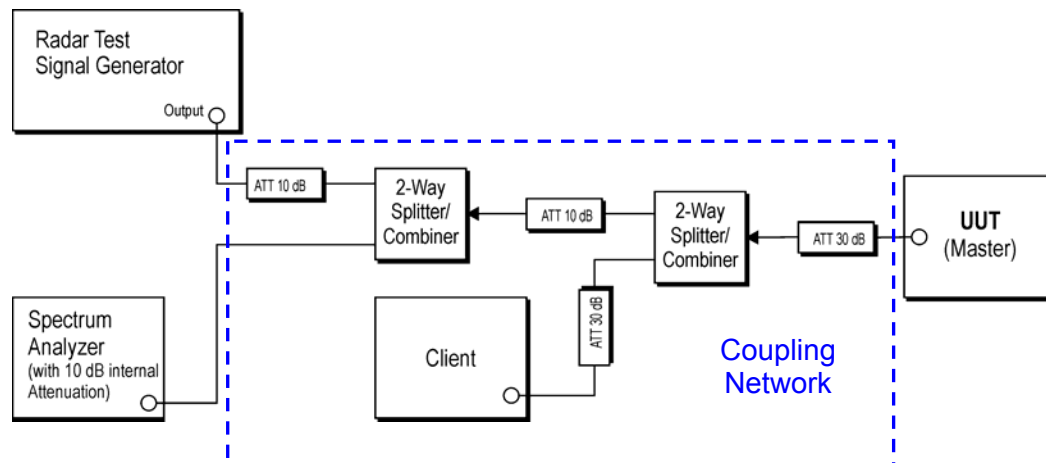 Radar Test
Signal Generator
Output
ATT 10 dB
2-Way
Splitter/
Combiner
ATT 10 dB
2-Way
Splitter/
Combiner
ATT 30 dB
UUT
(Master)
Spectrum
Analyzer
(with 10 dB internal
Attenuation)
Client
ATT 30 dB
Coupling
Network